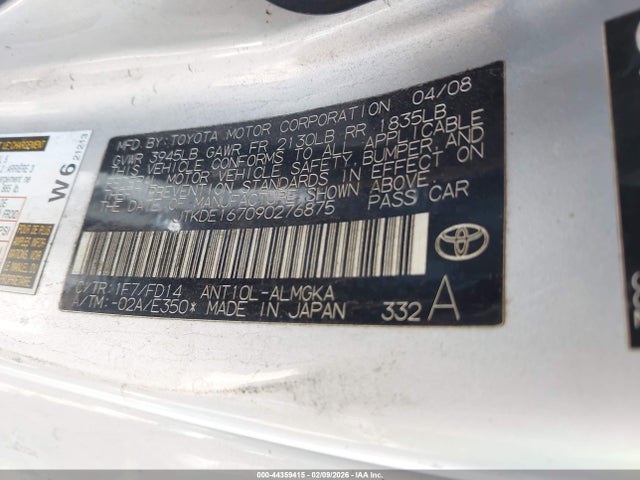 MFD.BY:TOYOTA MOTOR CORPORATION 04/08
GVWR 3945LB GAWR FR 2130LB RR 1835LB
THIS VEHICLE CONFORMS TO ALL APPLICABLE
MOTOR VEHICLE SAFETY, BUMPER, AND
THEFT PREVENTION STANDARDS IN EFFECT
ON THE DATE OF MANUFACTURE SHOWN ABOVE.
JTKDE167090276875 PASS CAR
C/TR:1F7/FD14 ANT10L-ALMGKA
A/TM:-02A/E350* MADE IN JAPAN 332 A
W6 21213
000-44359415 - 02/09/2026 - IAA Holdings, LLC